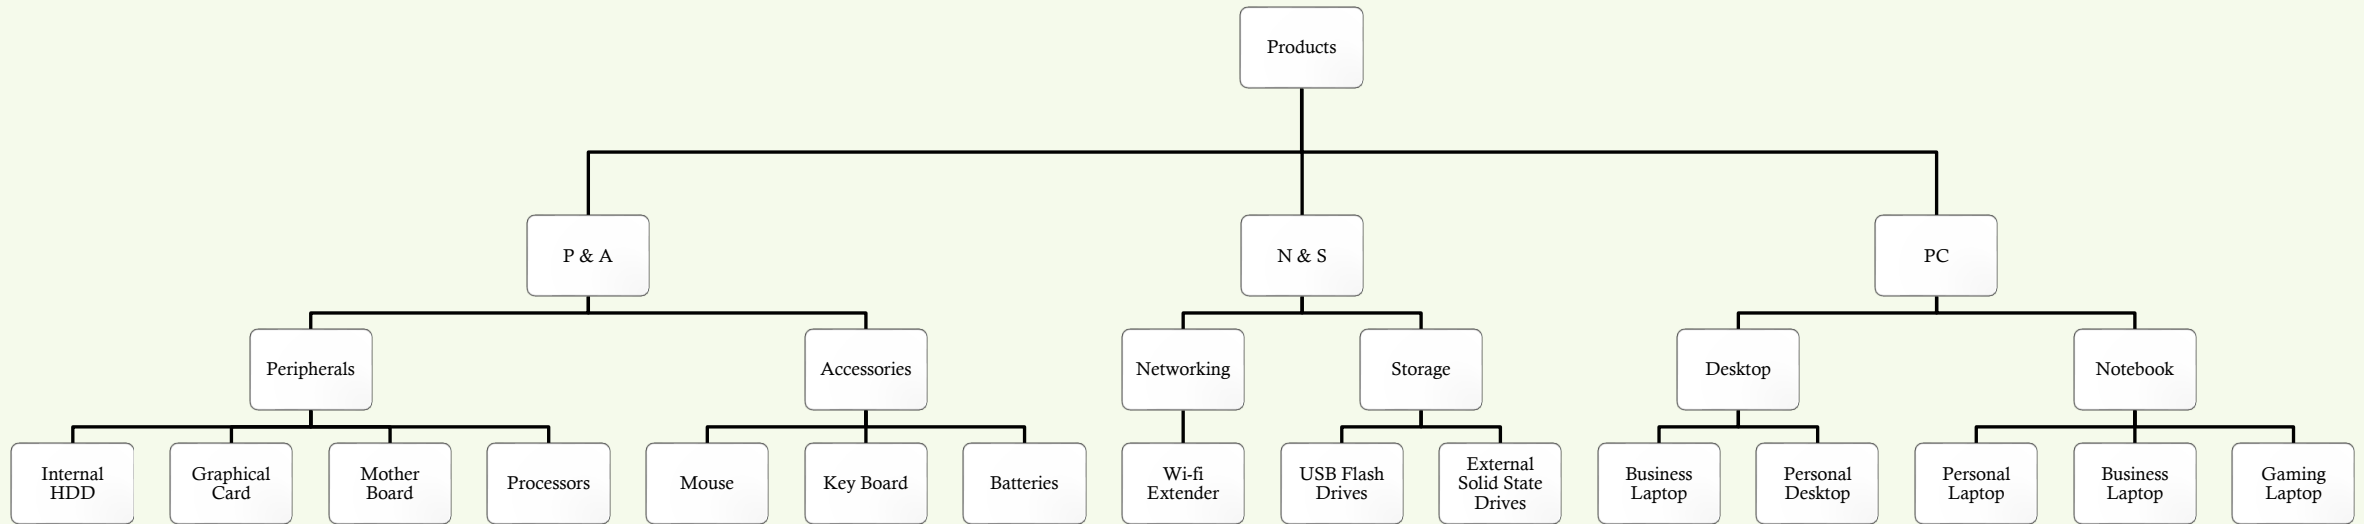 Products
P & A
N & S
PC
Peripherals
Accessories
Networking
Storage
Desktop
Notebook
Internal
HDD
Graphical
Card
Mother
Board
Processors
Mouse
Key Board
Batteries
Wi-fi
Extender
USB Flash
Drives
External
Solid State
Drives
Business
Laptop
Personal
Desktop
Personal
Laptop
Business
Laptop
Gaming
Laptop